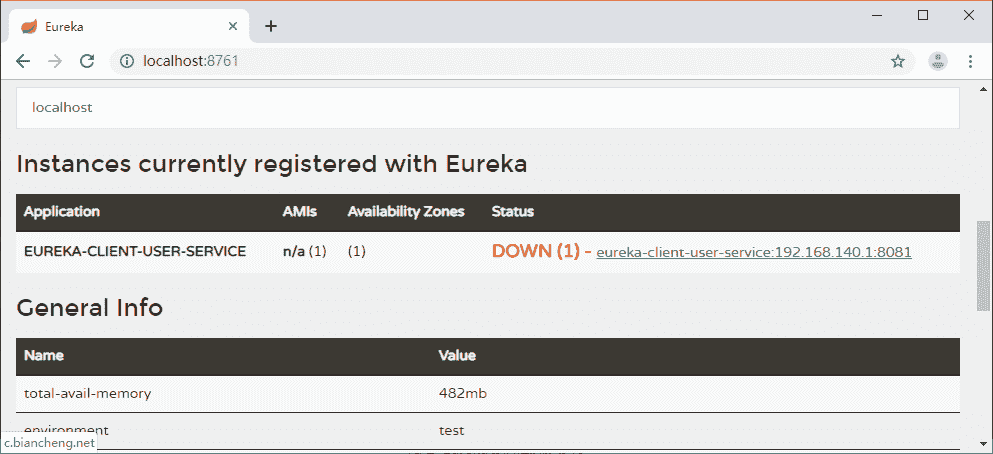 Eureka
localhost:8761
localhost
Instances currently registered with Eureka
Application AMIs Availability Zones Status
EUREKA-CLIENT-USER-SERVICE n/a (1) (1) DOWN (1) - eureka-client-user-service:192.168.140.1:8081
General Info
Name Value
total-avail-memory 482mb
environment test
c.biancheng.net